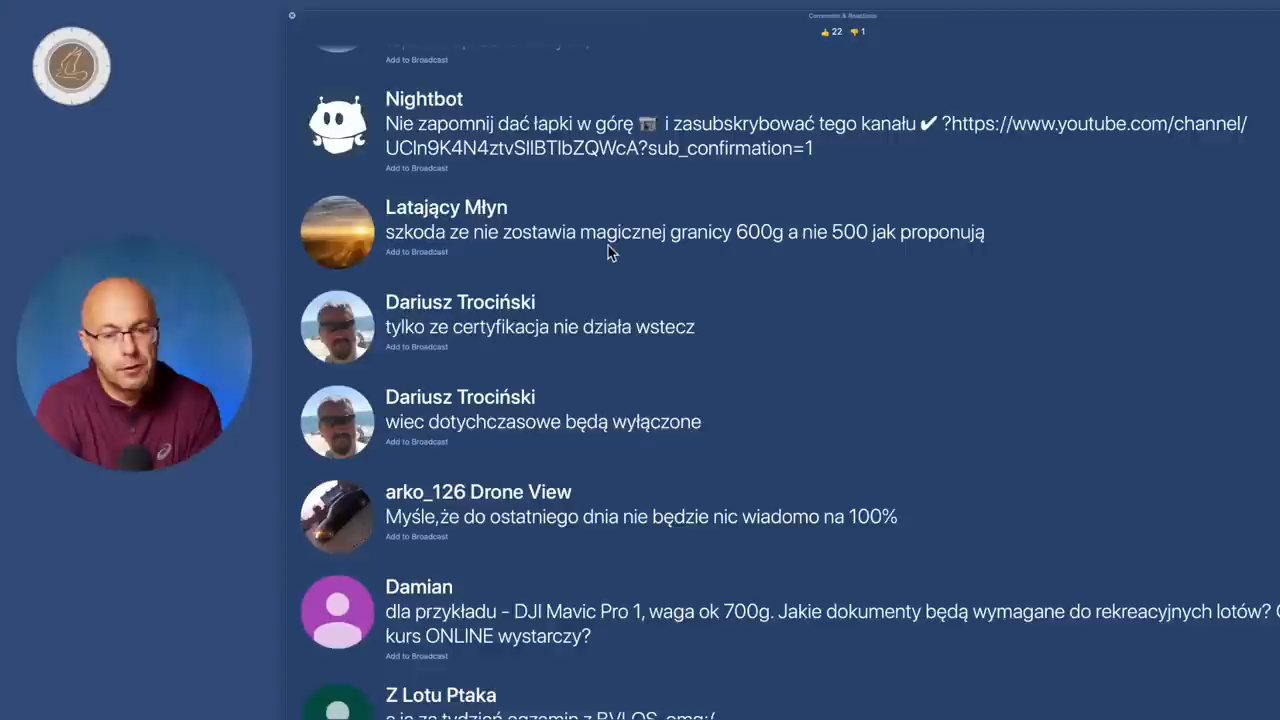 Comments & Reactions
👍 22 👎 1
Add to Broadcast
Nightbot
Nie zapomnij dać łapki w górę i zasubskrybować tego kanału ✔ ?https://www.youtube.com/channel/
UCln9K4N4ztvSlIBTlbZQWcA?sub_confirmation=1
Add to Broadcast
Latający Młyn
szkoda ze nie zostawia magicznej granicy 600g a nie 500 jak proponują
Add to Broadcast
Dariusz Trociński
tylko ze certyfikacja nie działa wstecz
Add to Broadcast
Dariusz Trociński
wiec dotychczasowe będą wyłączone
Add to Broadcast
arko_126 Drone View
Myśle,że do ostatniego dnia nie będzie nic wiadomo na 100%
Add to Broadcast
Damian
dla przykładu - DJI Mavic Pro 1, waga ok 700g. Jakie dokumenty będą wymagane do rekreacyjnych lotów?
kurs ONLINE wystarczy?
Add to Broadcast
Z Lotu Ptaka
a ja za tydzień egzamin z BVLOS